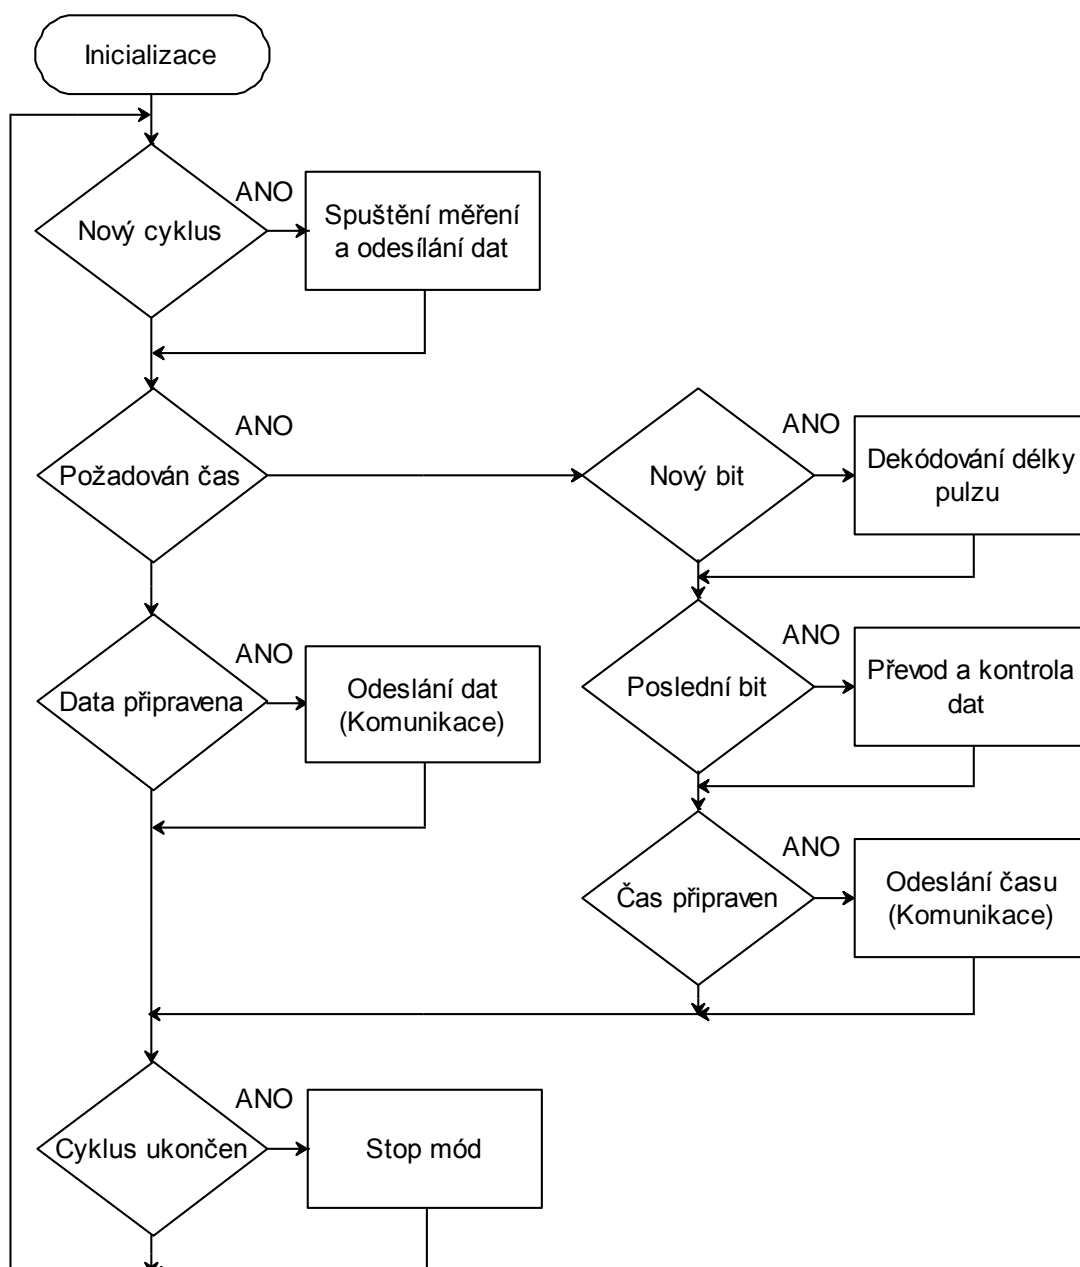 Inicializace
ANO
Nový cyklus
Spuštění měření
a odesílání dat
ANO
Požadován čas
ANO
Nový bit
Dekódování délky
pulzu
ANO
Data připravena
Odeslání dat
(Komunikace)
ANO
Poslední bit
Převod a kontrola
dat
ANO
Čas připraven
Odeslání času
(Komunikace)
ANO
Cyklus ukončen
Stop mód